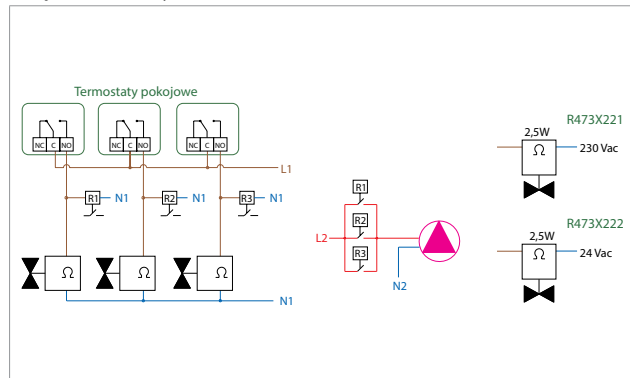 Termostaty pokojowe
NC C NO
NC C NO
NC C NO
L1
R1 N1
R2 N1
R3 N1
Ω
Ω
Ω
N1
R1
R2
R3
L2
N2
R473X221
2,5W
Ω
230 Vac
R473X222
2,5W
Ω
24 Vac